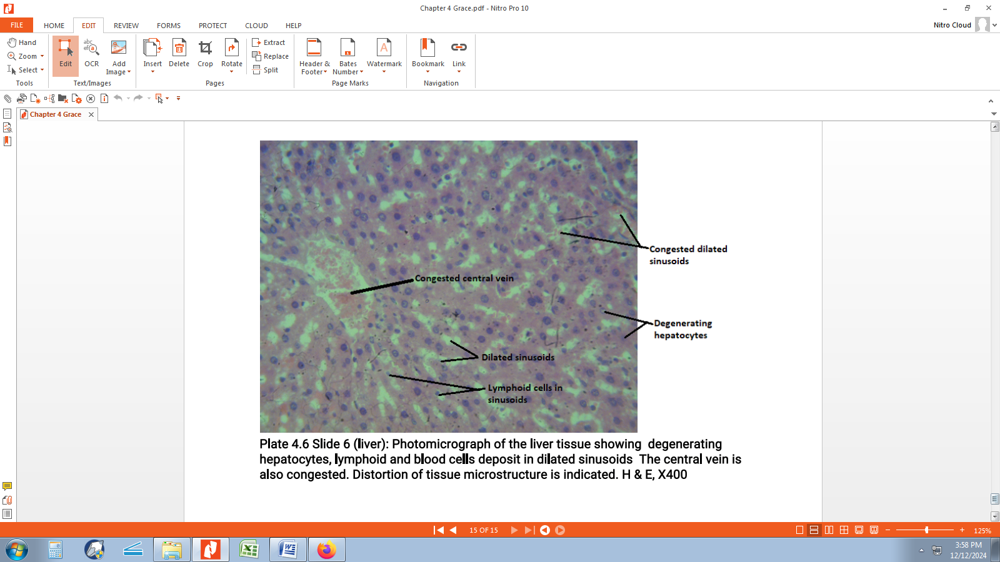 Chapter 4 Grace.pdf - Nitro Pro 10
FILE HOME EDIT REVIEW FORMS PROTECT CLOUD HELP
Nitro Cloud
Hand
Zoom
Select
Tools
Edit
OCR
Add Image
Text/Images
Insert
Delete
Crop
Rotate
Extract
Replace
Split
Pages
Header & Footer
Bates Number
Watermark
Page Marks
Bookmark
Link
Navigation
Chapter 4 Grace
Congested dilated
sinusoids
Congested central vein
Degenerating
hepatocytes
Dilated sinusoids
Lymphoid cells in
sinusoids
Plate 4.6 Slide 6 (liver): Photomicrograph of the liver tissue showing  degenerating
hepatocytes, lymphoid and blood cells deposit in dilated sinusoids  The central vein is
also congested. Distortion of tissue microstructure is indicated. H & E, X400
15 OF 15
125%
3:58 PM
12/12/2024